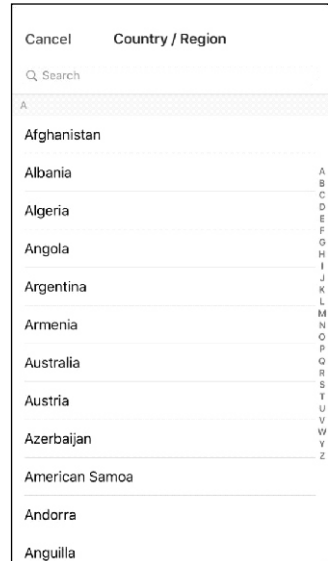 Cancel Country / Region
Search
A
Afghanistan
Albania
Algeria
Angola
Argentina
Armenia
Australia
Austria
Azerbaijan
American Samoa
Andorra
Anguilla
A
B
C
D
E
F
G
H
I
J
K
L
M
N
O
P
Q
R
S
T
U
V
W
Y
Z